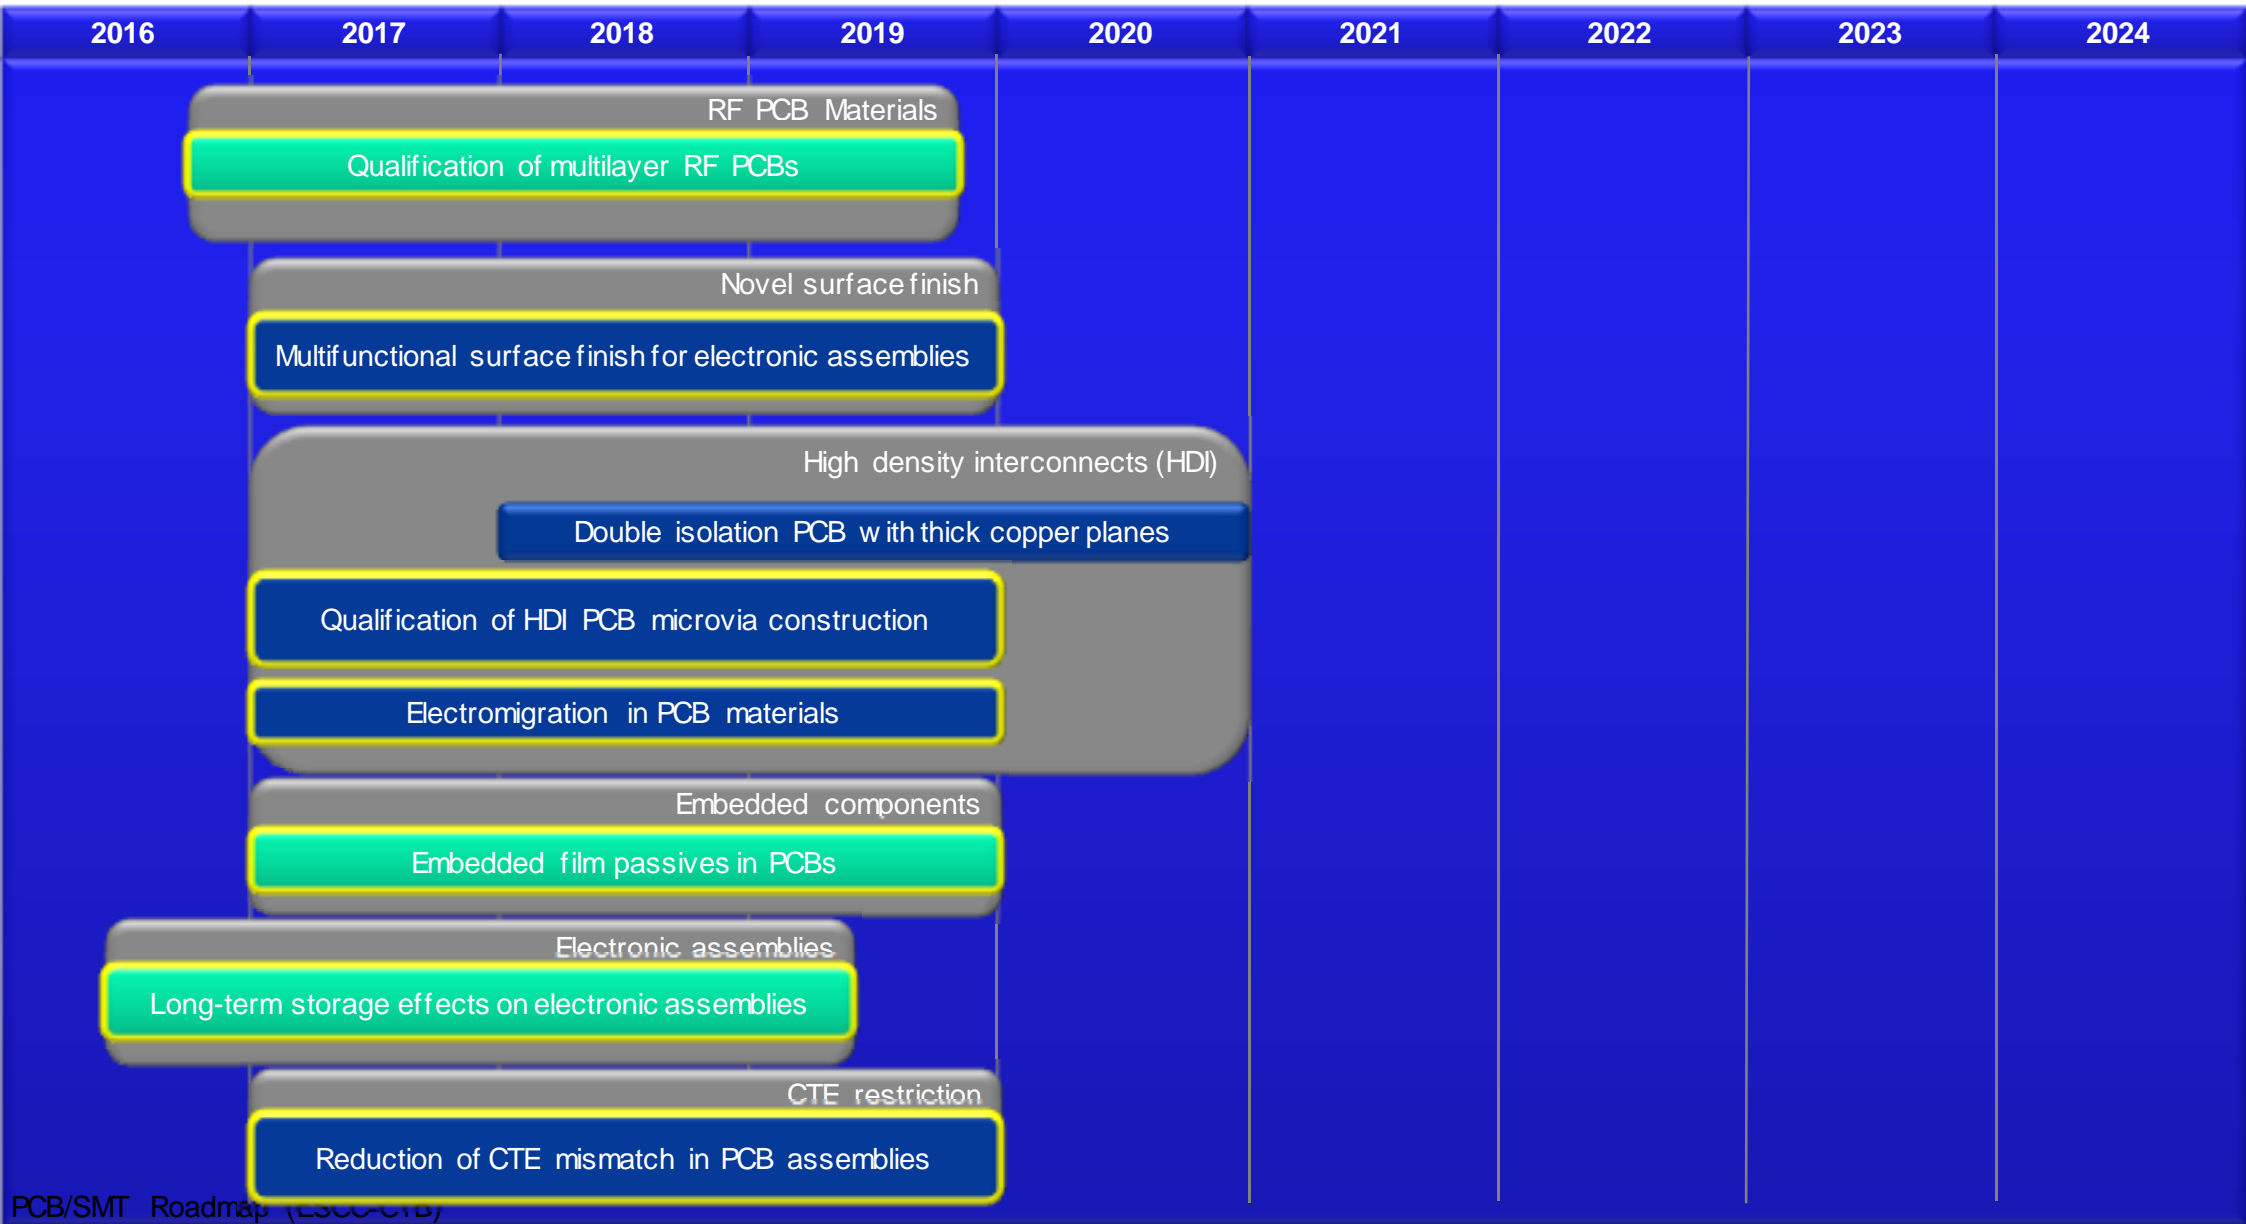 2016 2017 2018 2019 2020 2021 2022 2023 2024
RF PCB Materials
Qualification of multilayer RF PCBs
Novel surface finish
Multifunctional surface finish for electronic assemblies
High density interconnects (HDI)
Double isolation PCB with thick copper planes
Qualification of HDI PCB microvia construction
Electromigration in PCB materials
Embedded components
Embedded film passives in PCBs
Electronic assemblies
Long-term storage effects on electronic assemblies
CTE restriction
Reduction of CTE mismatch in PCB assemblies
PCB/SMT Roadmap (ESCC-CTB)